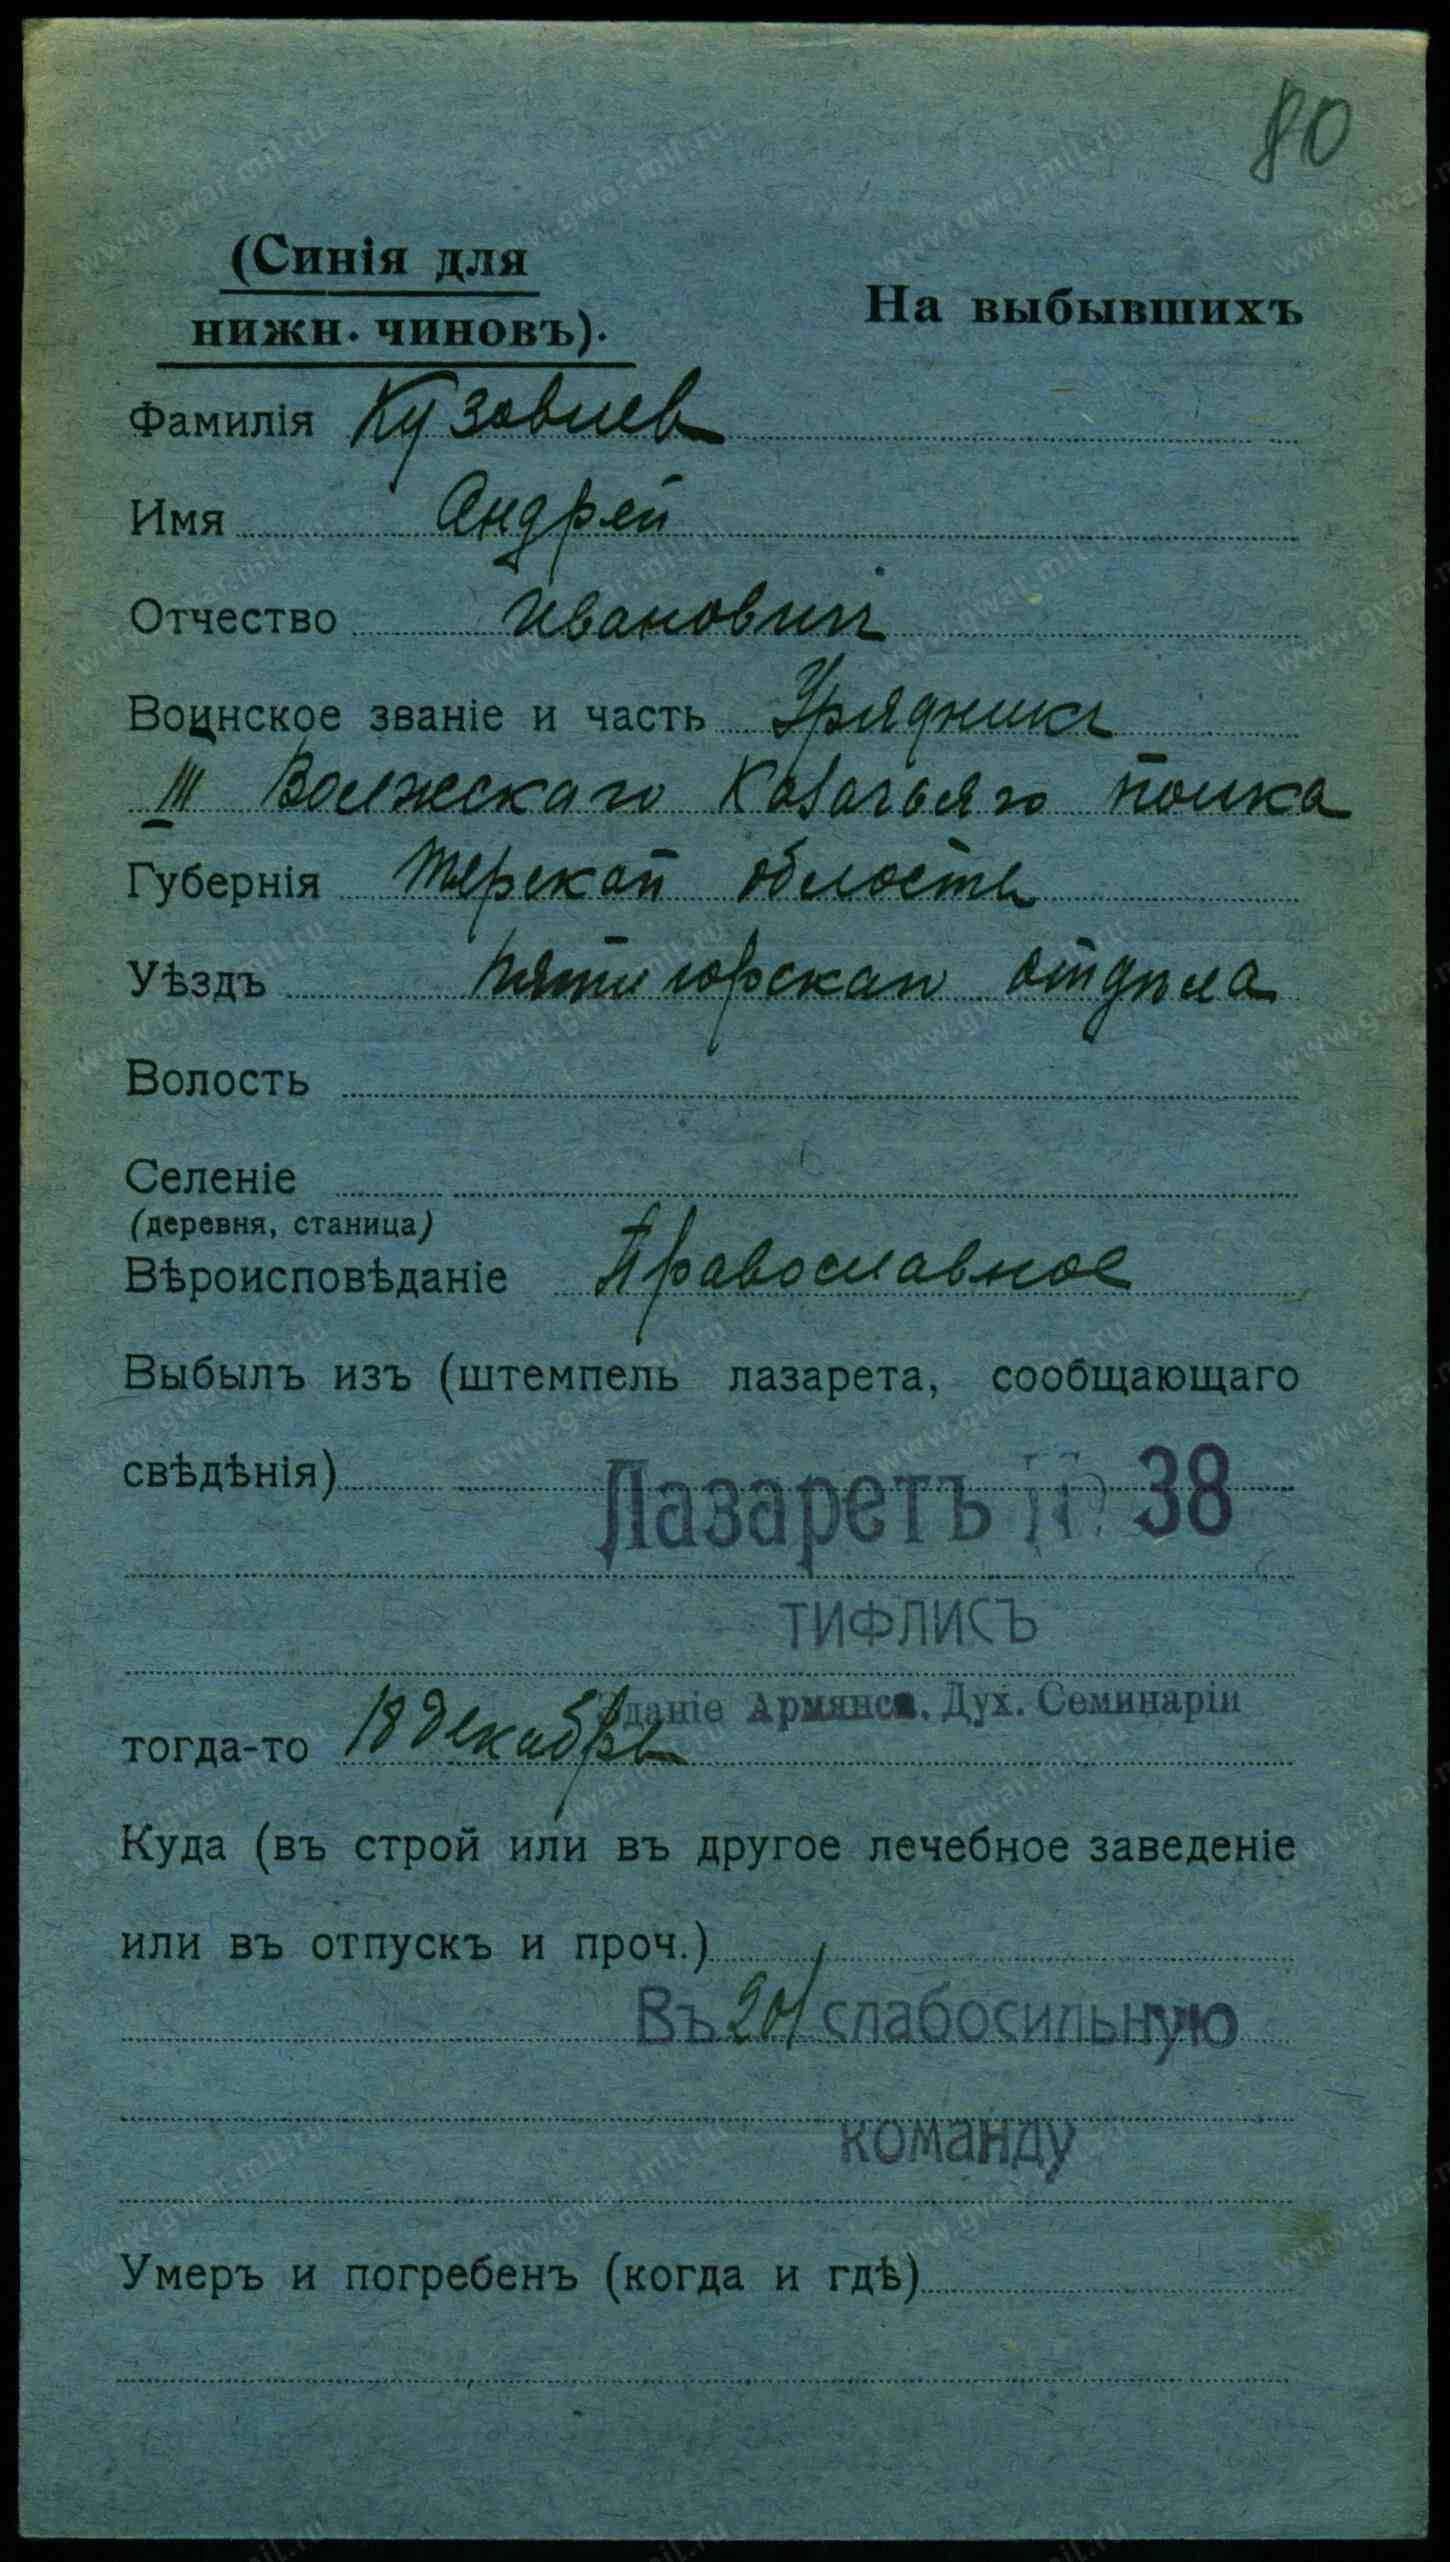 80
(Синія для
нижн. чиновъ).
На выбывшихъ
Фамилія Кузовлев
Имя Андрей
Отчество Иванович
Воинское званіе и часть Урядникъ
III Волжскаго Казачьяго полка
Губернія Терской области
Уѣздъ Пятигорскаго отдѣла
Волость
Селеніе
(деревня, станица)
Вѣроисповѣданіе Православное
Выбылъ изъ (штемпель лазарета, сообщающаго
свѣдѣнія) Лазаретъ № 38
ТИФЛИСЪ
Зданіе Армянск. Дух. Семинаріи
тогда-то 18 декабря
Куда (въ строй или въ другое лечебное заведеніе
или въ отпускъ и проч.)
Въ 20/ слабосильную
команду
Умеръ и погребенъ (когда и гдѣ)